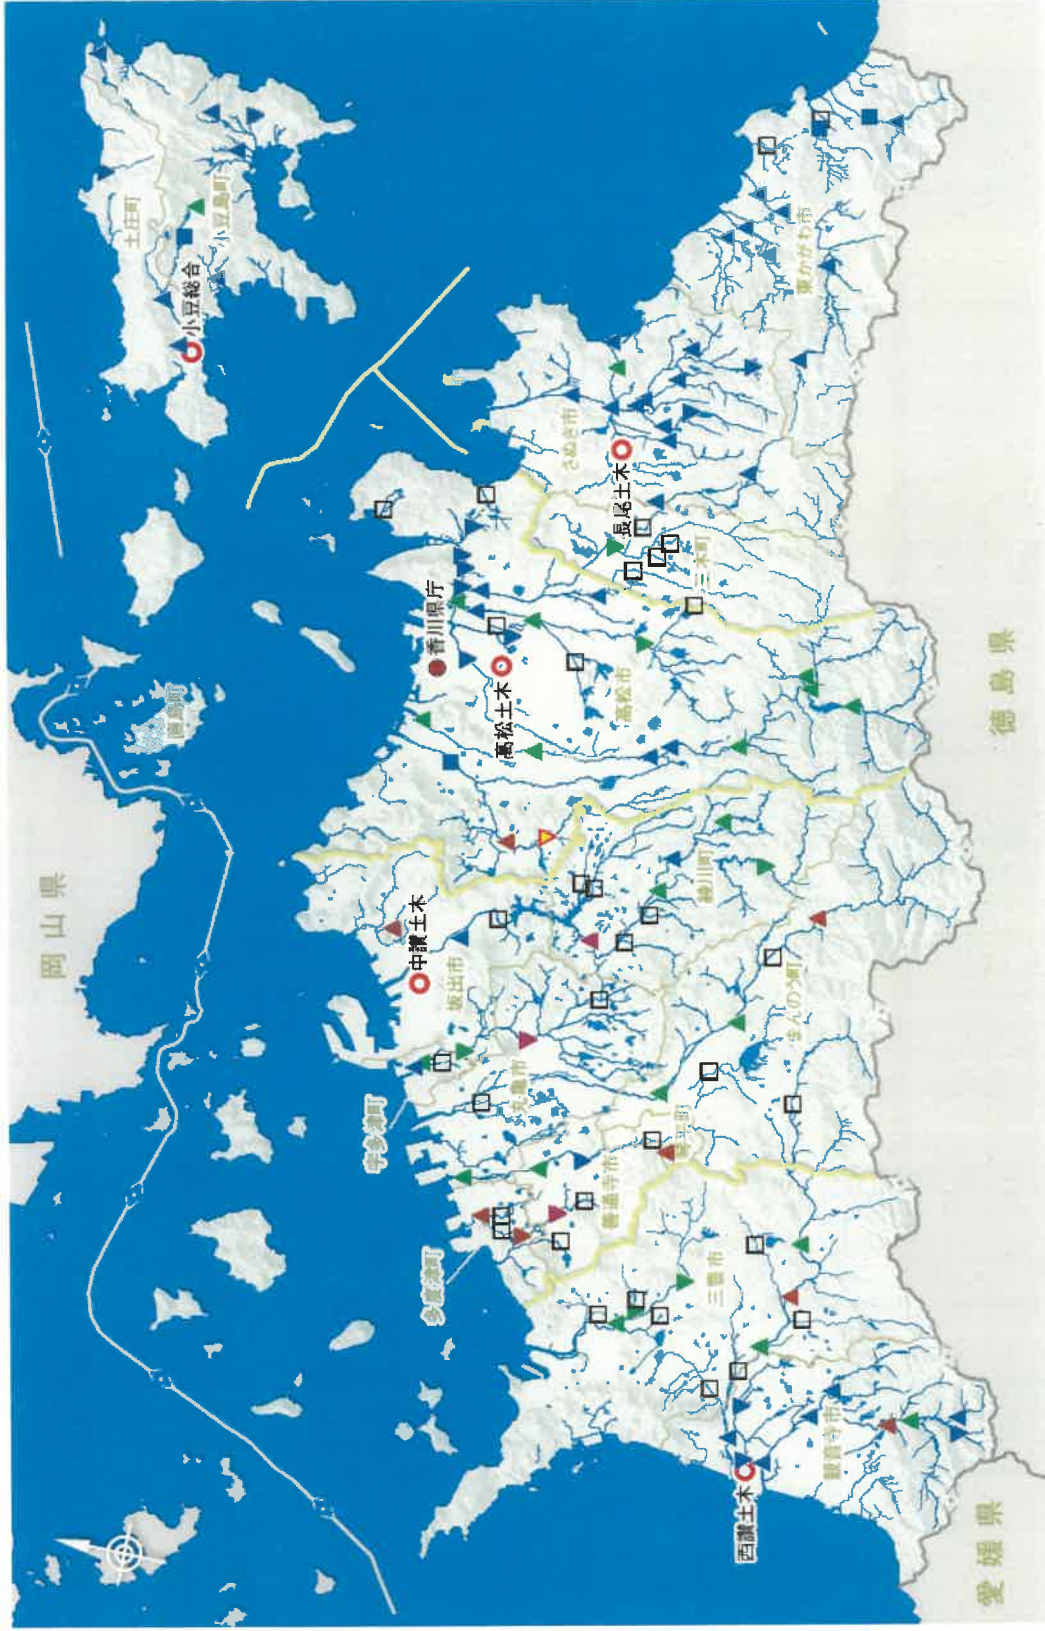 岡山県
土庄町
小豆島町
小豆総合
直島町
香川県庁
高松土木
高松市
さぬき市
長尾土木
三木町
東かがわ市
中讃土木
坂出市
宇多津町
丸亀市
綾川町
まんのう町
琴平町
善通寺市
多度津町
三豊市
観音寺市
西讃土木
徳島県
愛媛県